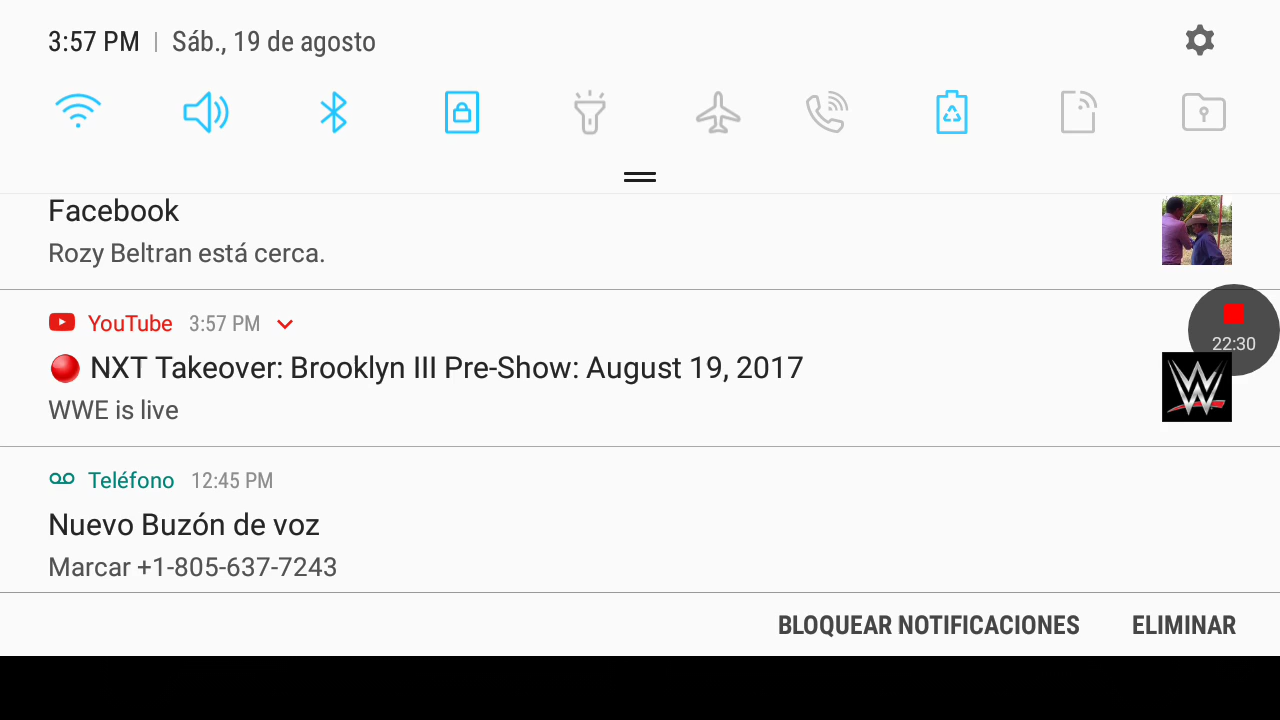 3:57 PM | Sáb., 19 de agosto
Facebook
Rozy Beltran está cerca.
YouTube 3:57 PM
NXT Takeover: Brooklyn III Pre-Show: August 19, 2017
WWE is live
22:30
W
Teléfono 12:45 PM
Nuevo Buzón de voz
Marcar +1-805-637-7243
BLOQUEAR NOTIFICACIONES ELIMINAR